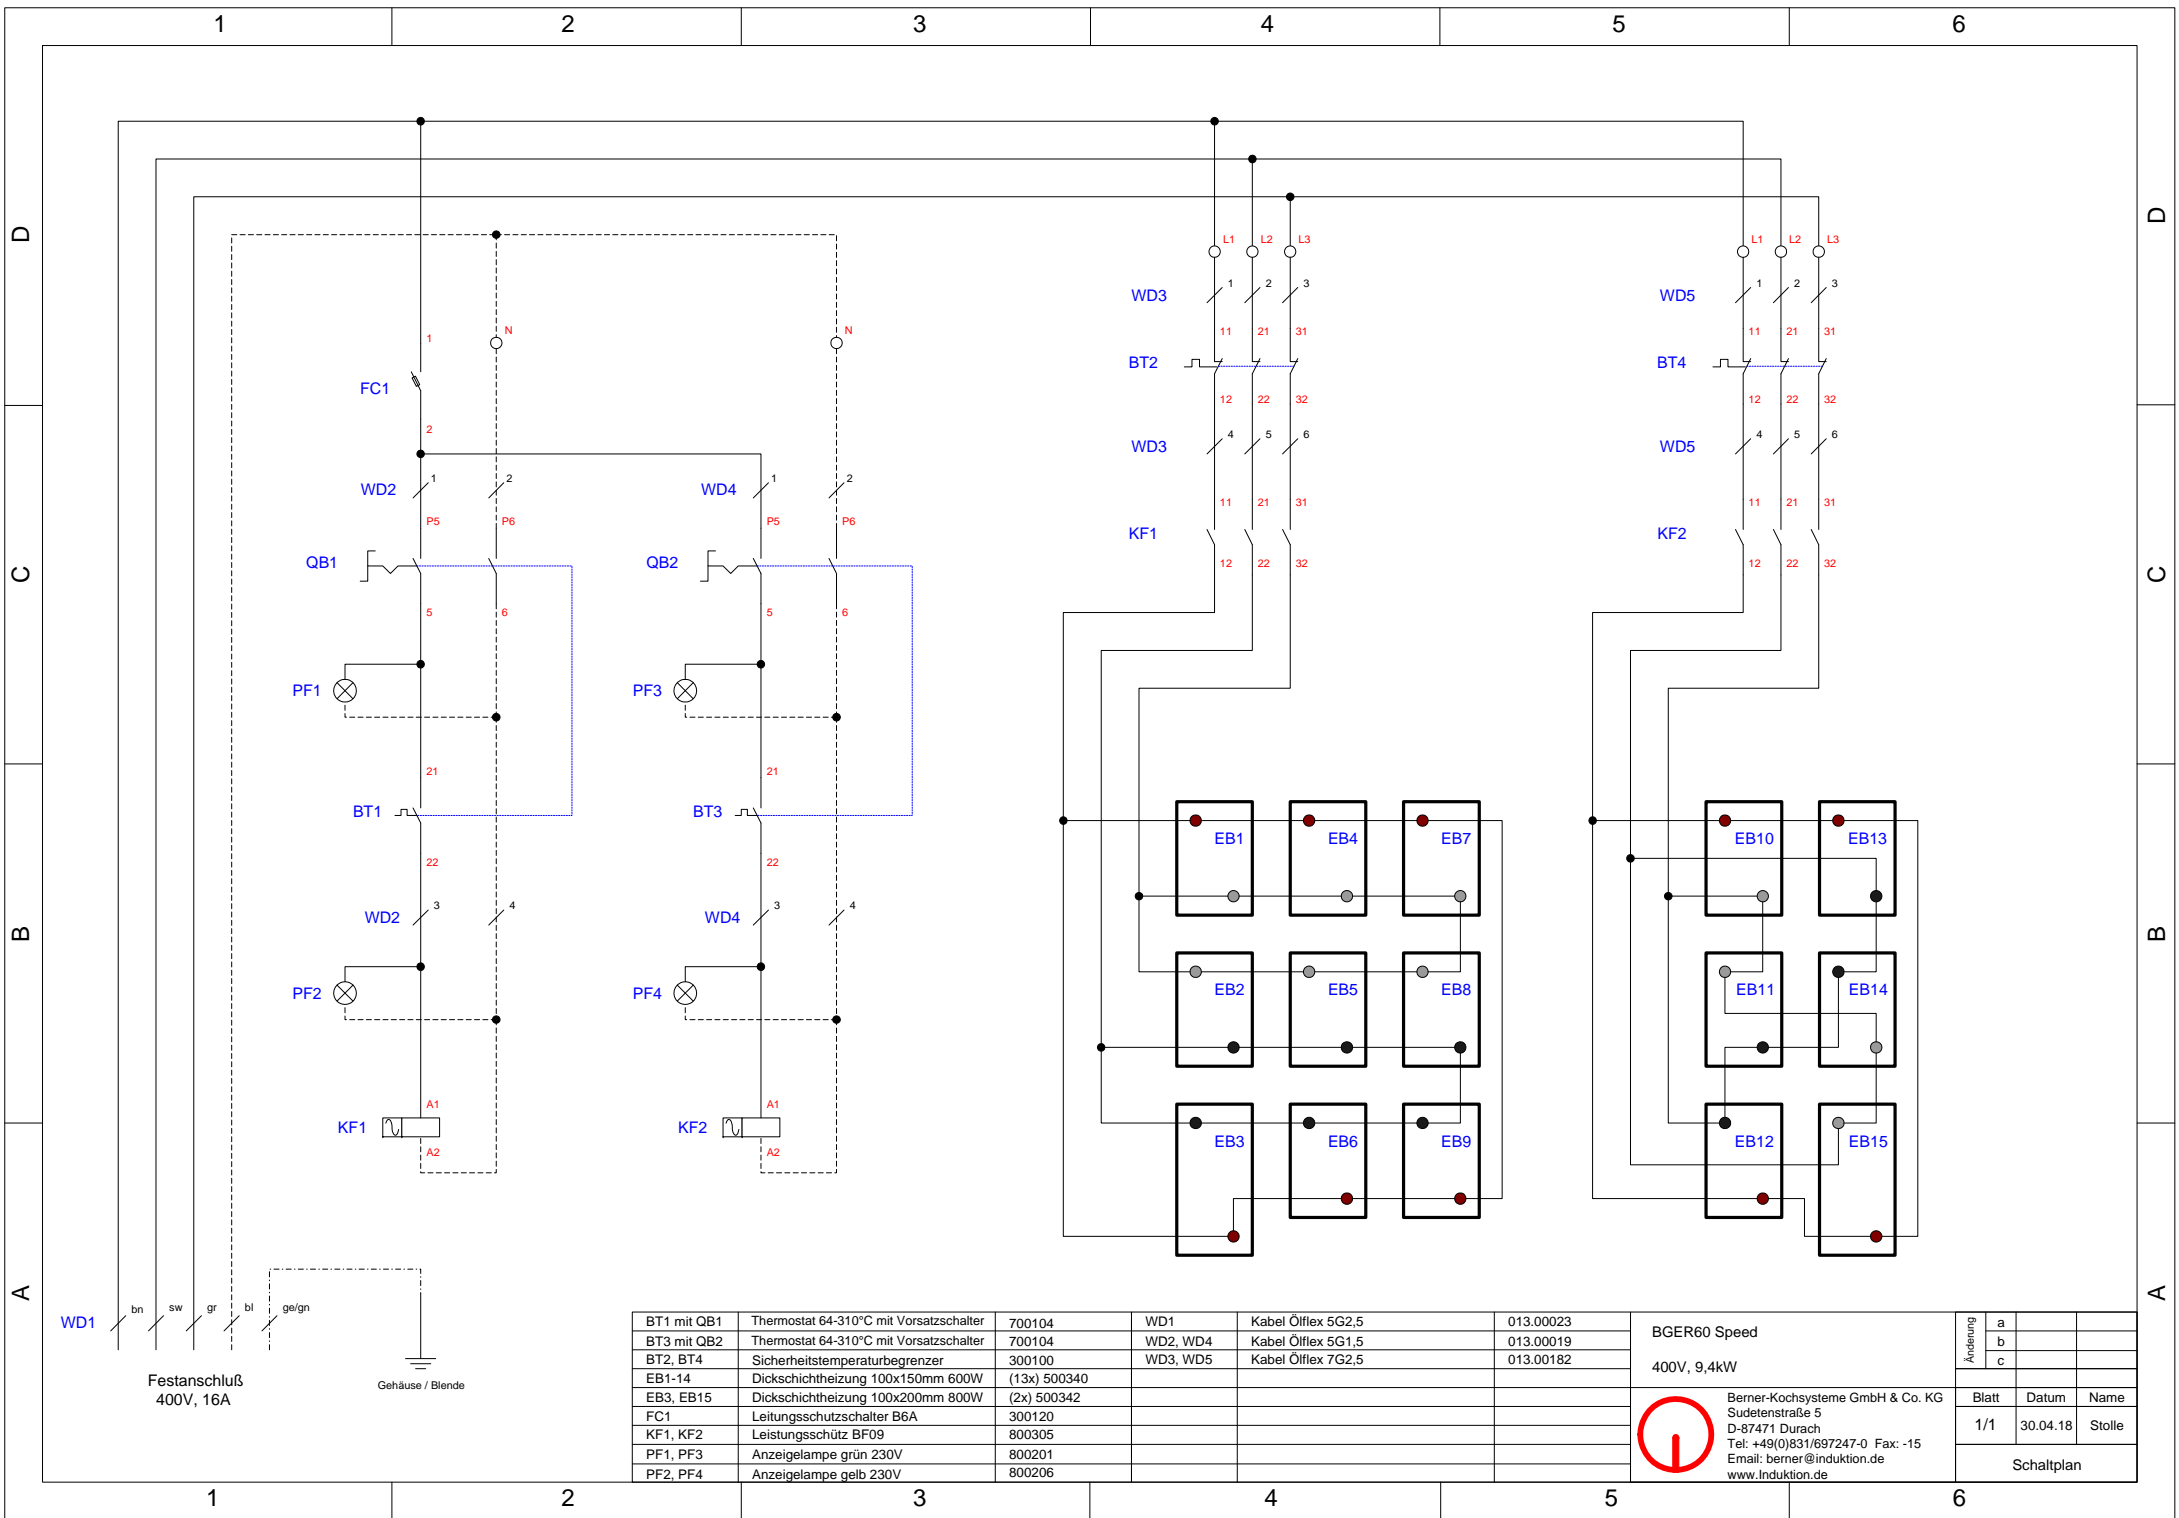 1 2 3 4 5 6
D D
L1 L2 L3 L1 L2 L3
WD3 1 2 3 WD5 1 2 3
1 N N 11 21 31 11 21 31
FC1 BT2 BT4
2 12 22 32 12 22 32
WD3 4 5 6 WD5 4 5 6
WD2 1 2 WD4 1 2
P5 P6 P5 P6 11 21 31 11 21 31
KF1 KF2
C QB1 QB2 12 22 32 12 22 32 C
5 6 5 6
PF1 PF3
21 21
BT1 BT3
EB1 EB4 EB7 EB10 EB13
22 22
WD2 3 4 WD4 3 4
B B
PF2 PF4 EB2 EB5 EB8 EB11 EB14
A1 A1
KF1 KF2
A2 A2
EB3 EB6 EB9 EB12 EB15
A A
WD1 bn sw gr bl ge/gn
Festanschluß
400V, 16A
Gehäuse / Blende
BT1 mit QB1 Thermostat 64-310°C mit Vorsatzschalter 700104 WD1 Kabel Ölflex 5G2,5 013.00023
BT3 mit QB2 Thermostat 64-310°C mit Vorsatzschalter 700104 WD2, WD4 Kabel Ölflex 5G1,5 013.00019
BT2, BT4 Sicherheitstemperaturbegrenzer 300100 WD3, WD5 Kabel Ölflex 7G2,5 013.00182
EB1-14 Dickschichtheizung 100x150mm 600W (13x) 500340
EB3, EB15 Dickschichtheizung 100x200mm 800W (2x) 500342
FC1 Leitungsschutzschalter B6A 300120
KF1, KF2 Leistungsschütz BF09 800305
PF1, PF3 Anzeigelampe grün 230V 800201
PF2, PF4 Anzeigelampe gelb 230V 800206
BGER60 Speed
400V, 9,4kW
Änderung
a
b
c
Berner-Kochsysteme GmbH & Co. KG
Sudetenstraße 5
D-87471 Durach
Tel: +49(0)831/697247-0 Fax: -15
Email: berner@induktion.de
www.Induktion.de
Blatt Datum Name
1/1 30.04.18 Stolle
Schaltplan
1 2 3 4 5 6